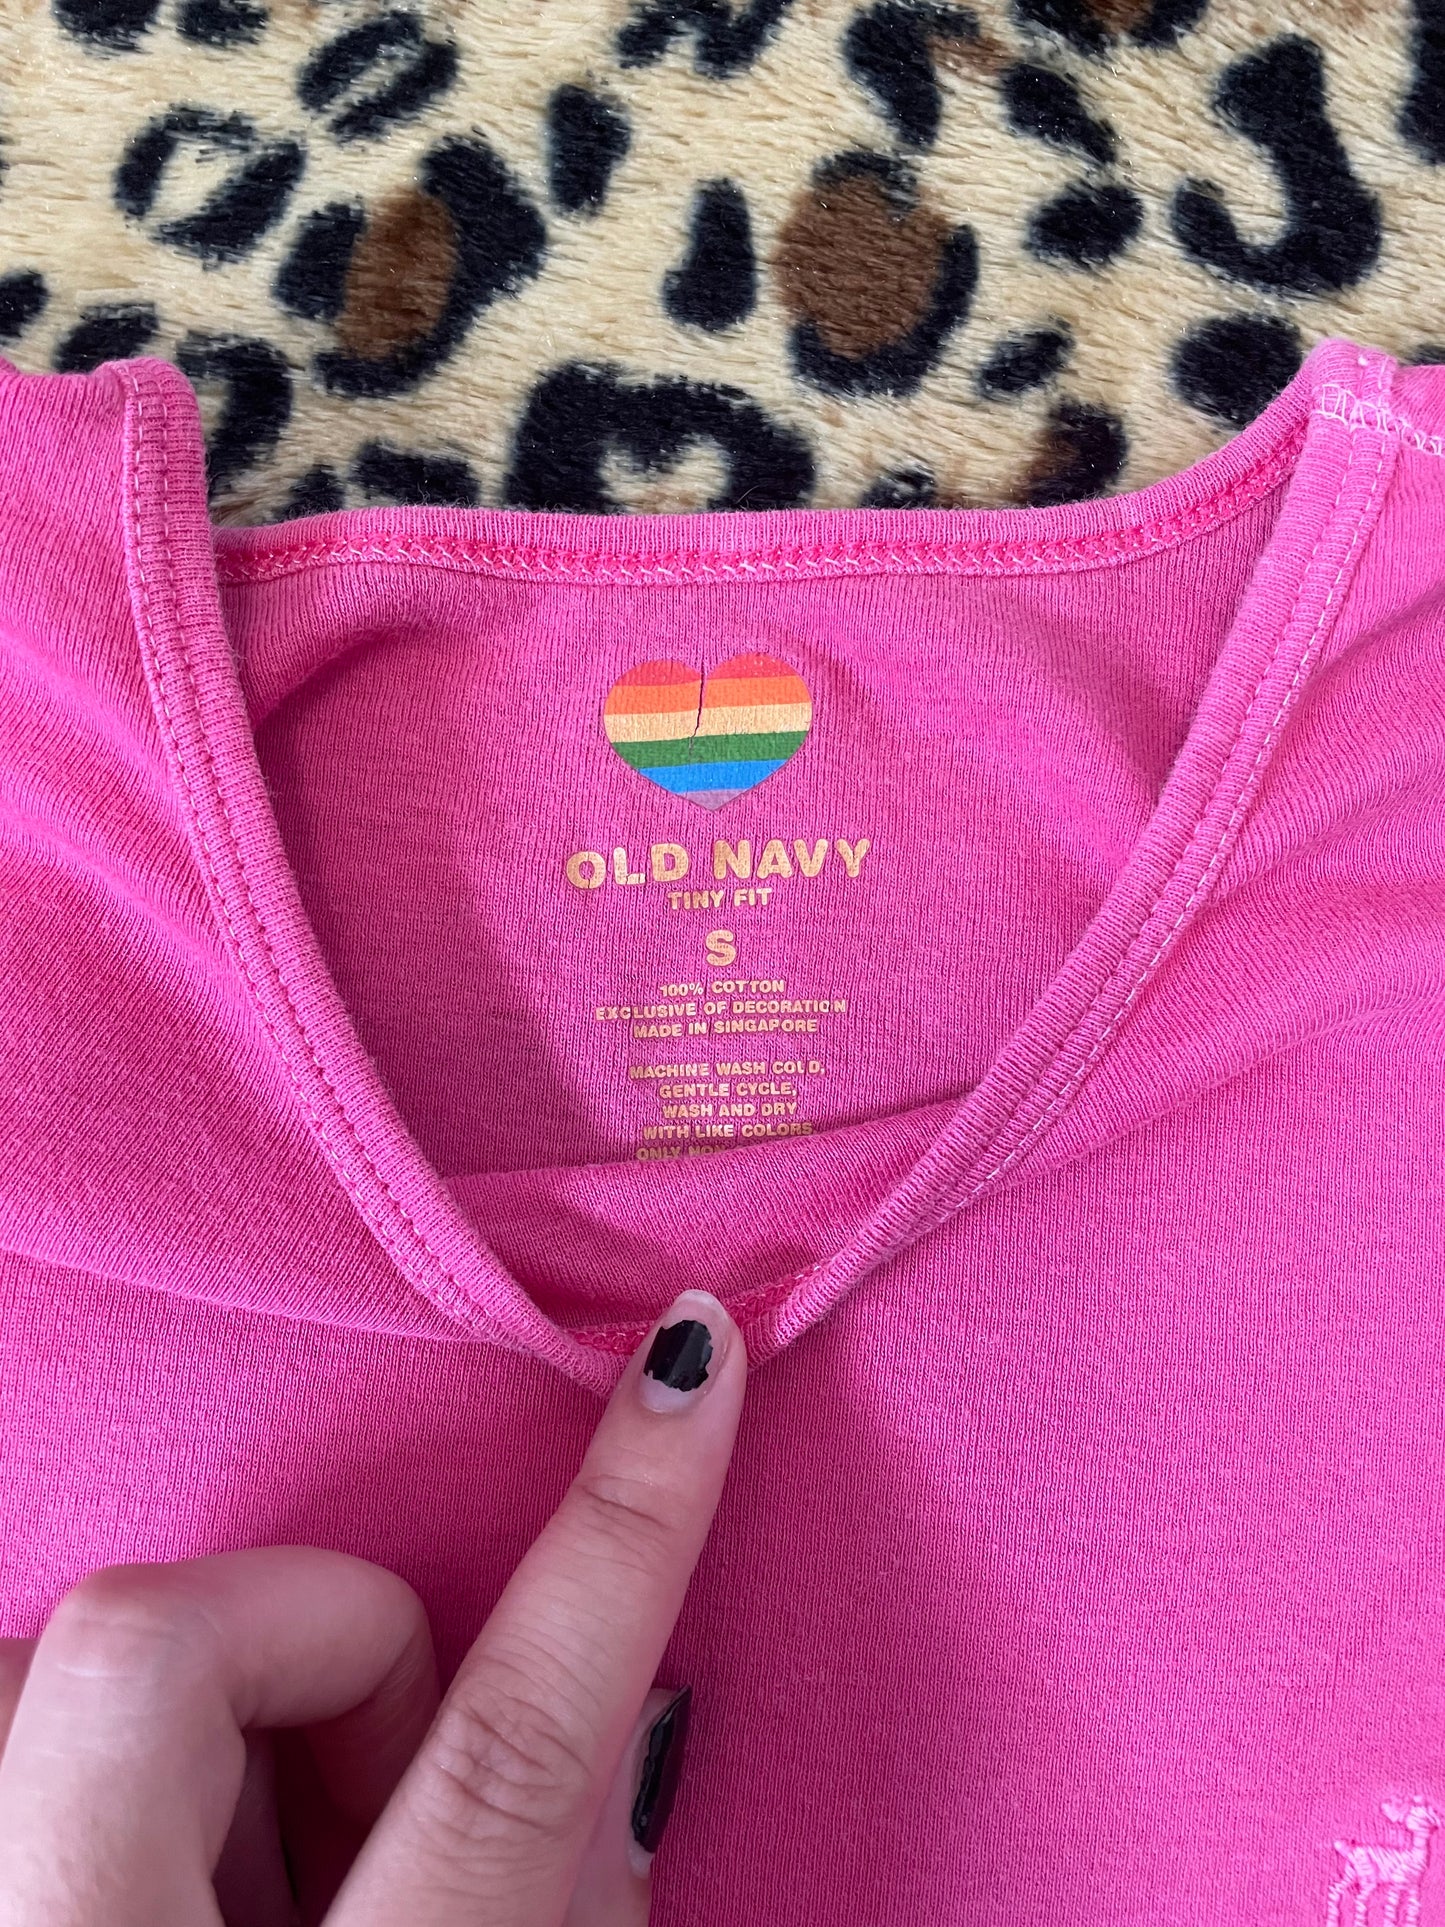 OLD NAVY
TINY FIT
S
100% COTTON
EXCLUSIVE OF DECORATION
MADE IN SINGAPORE
MACHINE WASH COLD,
GENTLE CYCLE,
WASH AND DRY
WITH LIKE COLORS
ONLY